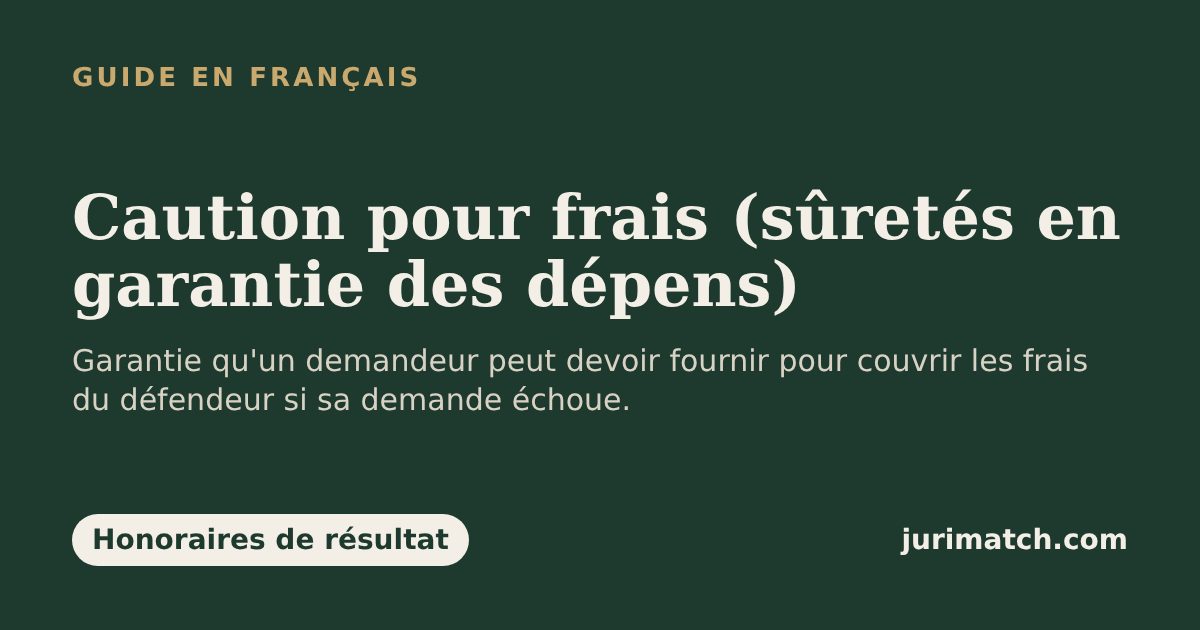 GUIDE EN FRANÇAIS
Caution pour frais (sûretés en
garantie des dépens)
Garantie qu'un demandeur peut devoir fournir pour couvrir les frais
du défendeur si sa demande échoue.
Honoraires de résultat
jurimatch.com